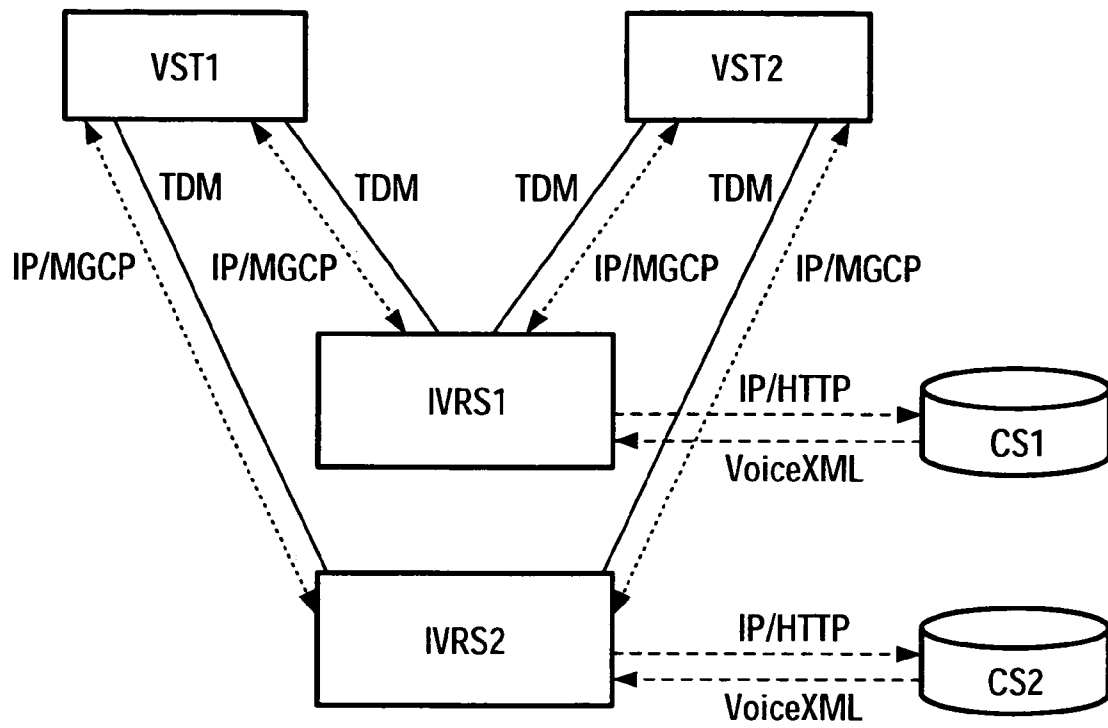 VST1
VST2
TDM
TDM
TDM
TDM
IP/MGCP
IP/MGCP
IP/MGCP
IP/MGCP
IVRS1
IP/HTTP
CS1
VoiceXML
IVRS2
IP/HTTP
CS2
VoiceXML